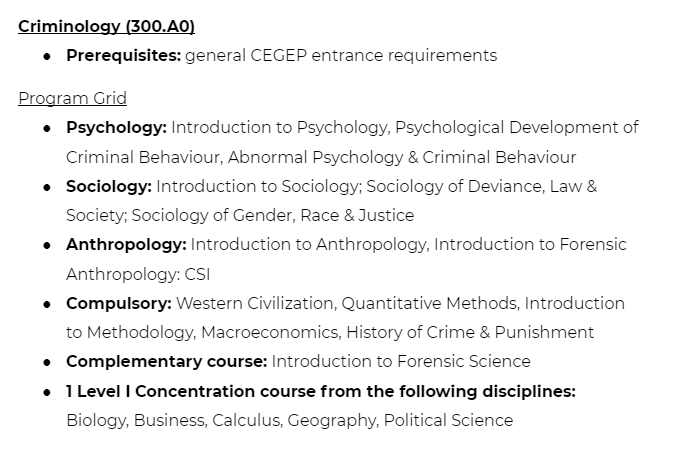 Criminology (300.A0)
● Prerequisites: general CEGEP entrance requirements
Program Grid
● Psychology: Introduction to Psychology, Psychological Development of
Criminal Behaviour, Abnormal Psychology & Criminal Behaviour
● Sociology: Introduction to Sociology; Sociology of Deviance, Law &
Society; Sociology of Gender, Race & Justice
● Anthropology: Introduction to Anthropology, Introduction to Forensic
Anthropology: CSI
● Compulsory: Western Civilization, Quantitative Methods, Introduction
to Methodology, Macroeconomics, History of Crime & Punishment
● Complementary course: Introduction to Forensic Science
● 1 Level I Concentration course from the following disciplines:
Biology, Business, Calculus, Geography, Political Science